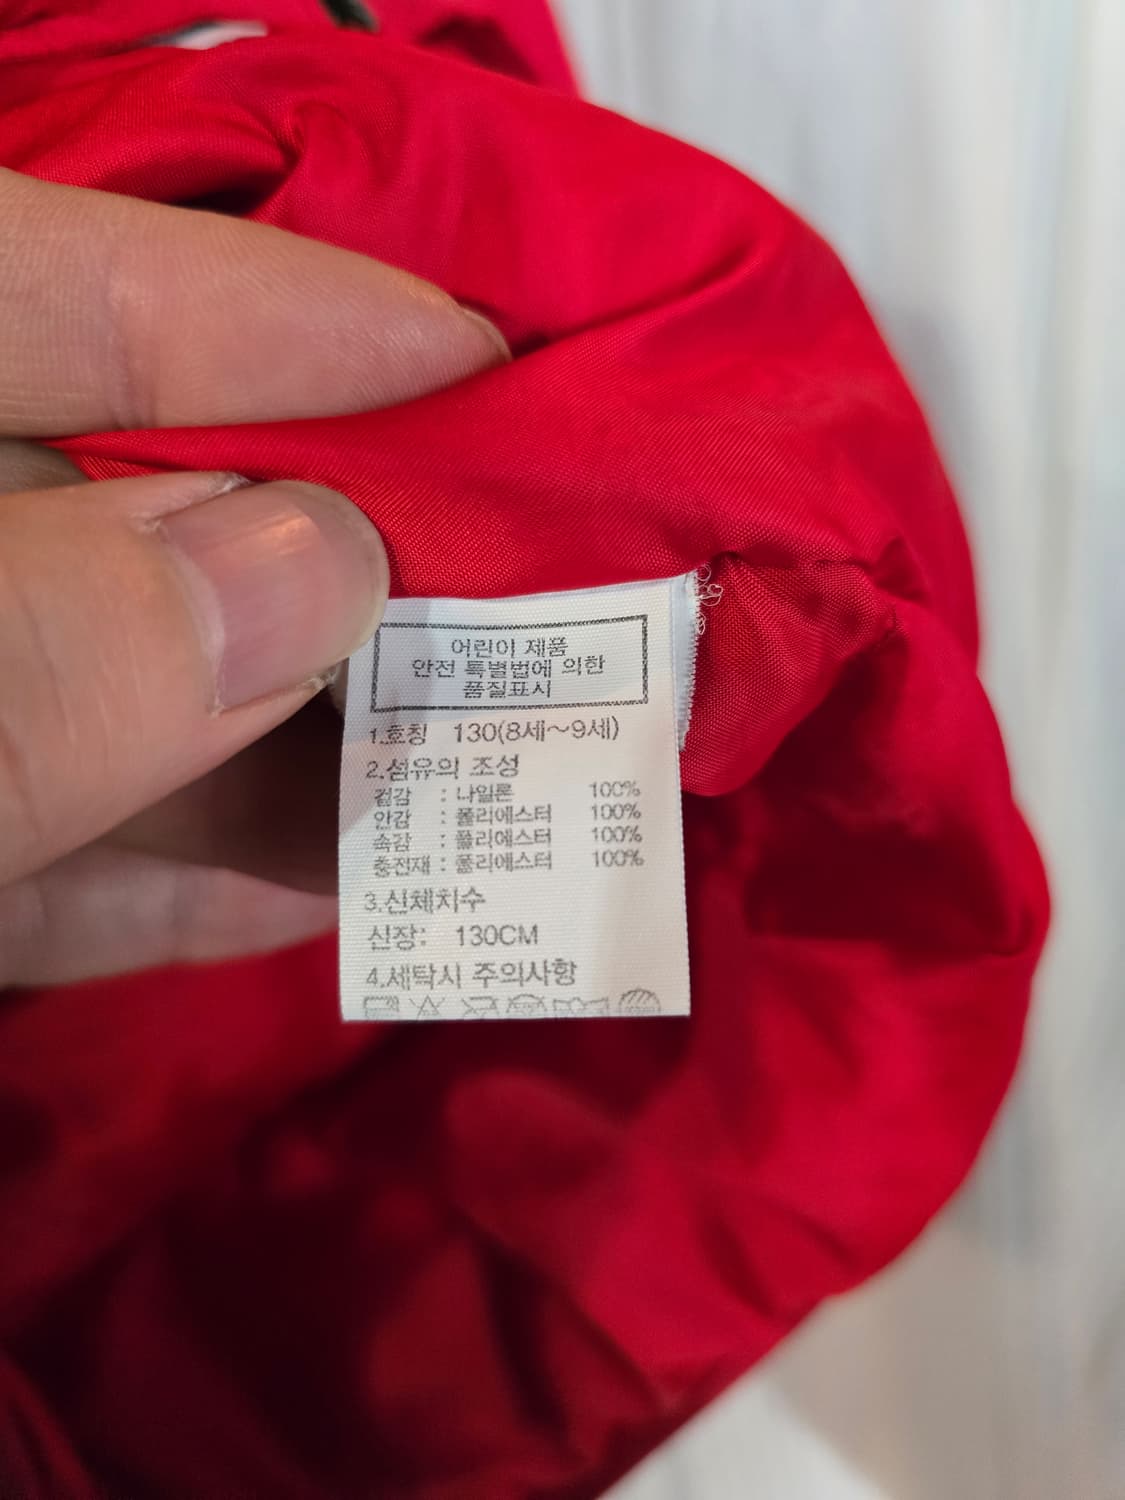 어린이 제품
안전 특별법에 의한
품질표시
1.호칭 130(8세~9세)
2.섬유의 조성
겉감 : 나일론 100%
안감 : 폴리에스터 100%
속감 : 폴리에스터 100%
충전재 : 폴리에스터 100%
3.신체치수
신장: 130CM
4.세탁시 주의사항